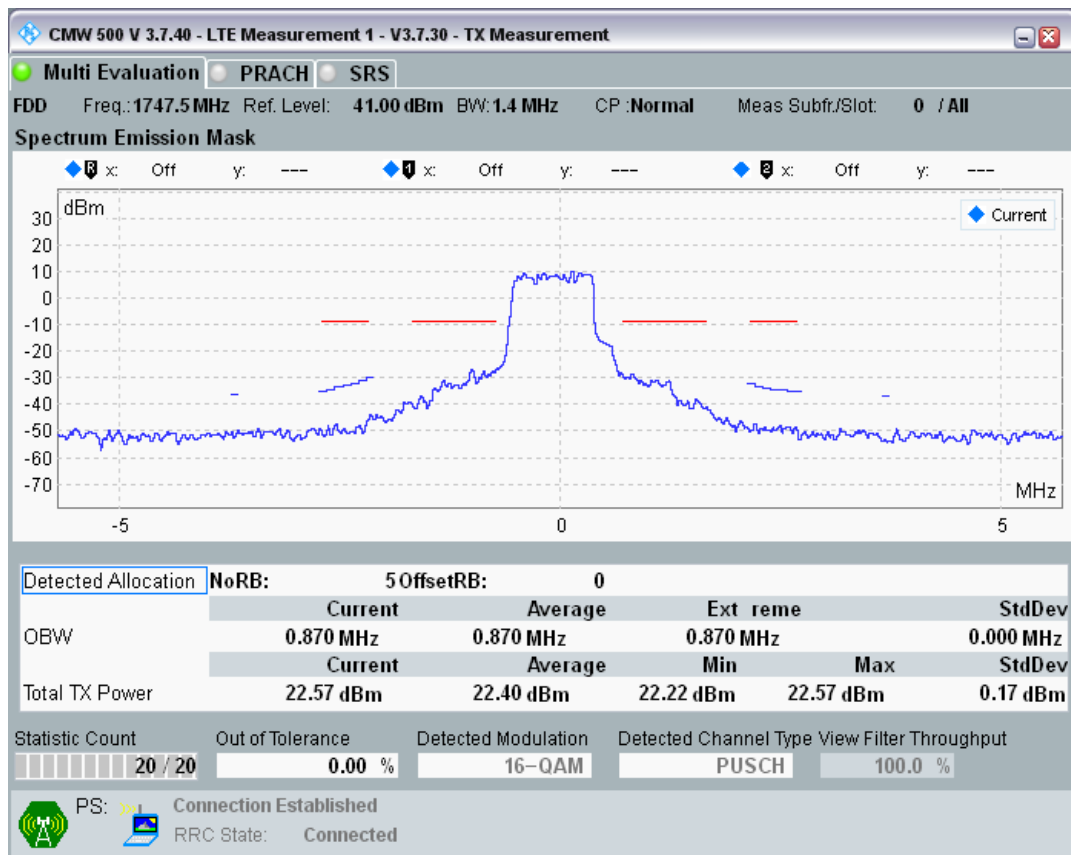 CMW 500 V 3.7.40 - LTE Measurement 1 - V3.7.30 - TX Measurement
Multi Evaluation PRACH SRS
FDD Freq.:1747.5MHz Ref. Level: 41.00 dBm BW:1.4 MHz CP :Normal Meas Subfr./Slot: 0 / All
Spectrum Emission Mask
R x: Off y: --- 1 x: Off y: --- 2 x: Off y: ---
dBm
Current
30
20
10
0
-10
-20
-30
-40
-50
-60
-70
MHz
-5 0 5
Detected Allocation NoRB: 5 OffsetRB: 0
Current Average Ext reme StdDev
OBW 0.870 MHz 0.870 MHz 0.870 MHz 0.000 MHz
Current Average Min Max StdDev
Total TX Power 22.57 dBm 22.40 dBm 22.22 dBm 22.57 dBm 0.17 dBm
Statistic Count Out of Tolerance Detected Modulation Detected Channel Type View Filter Throughput
20 / 20 0.00 % 16-QAM PUSCH 100.0 %
PS: Connection Established
RRC State: Connected